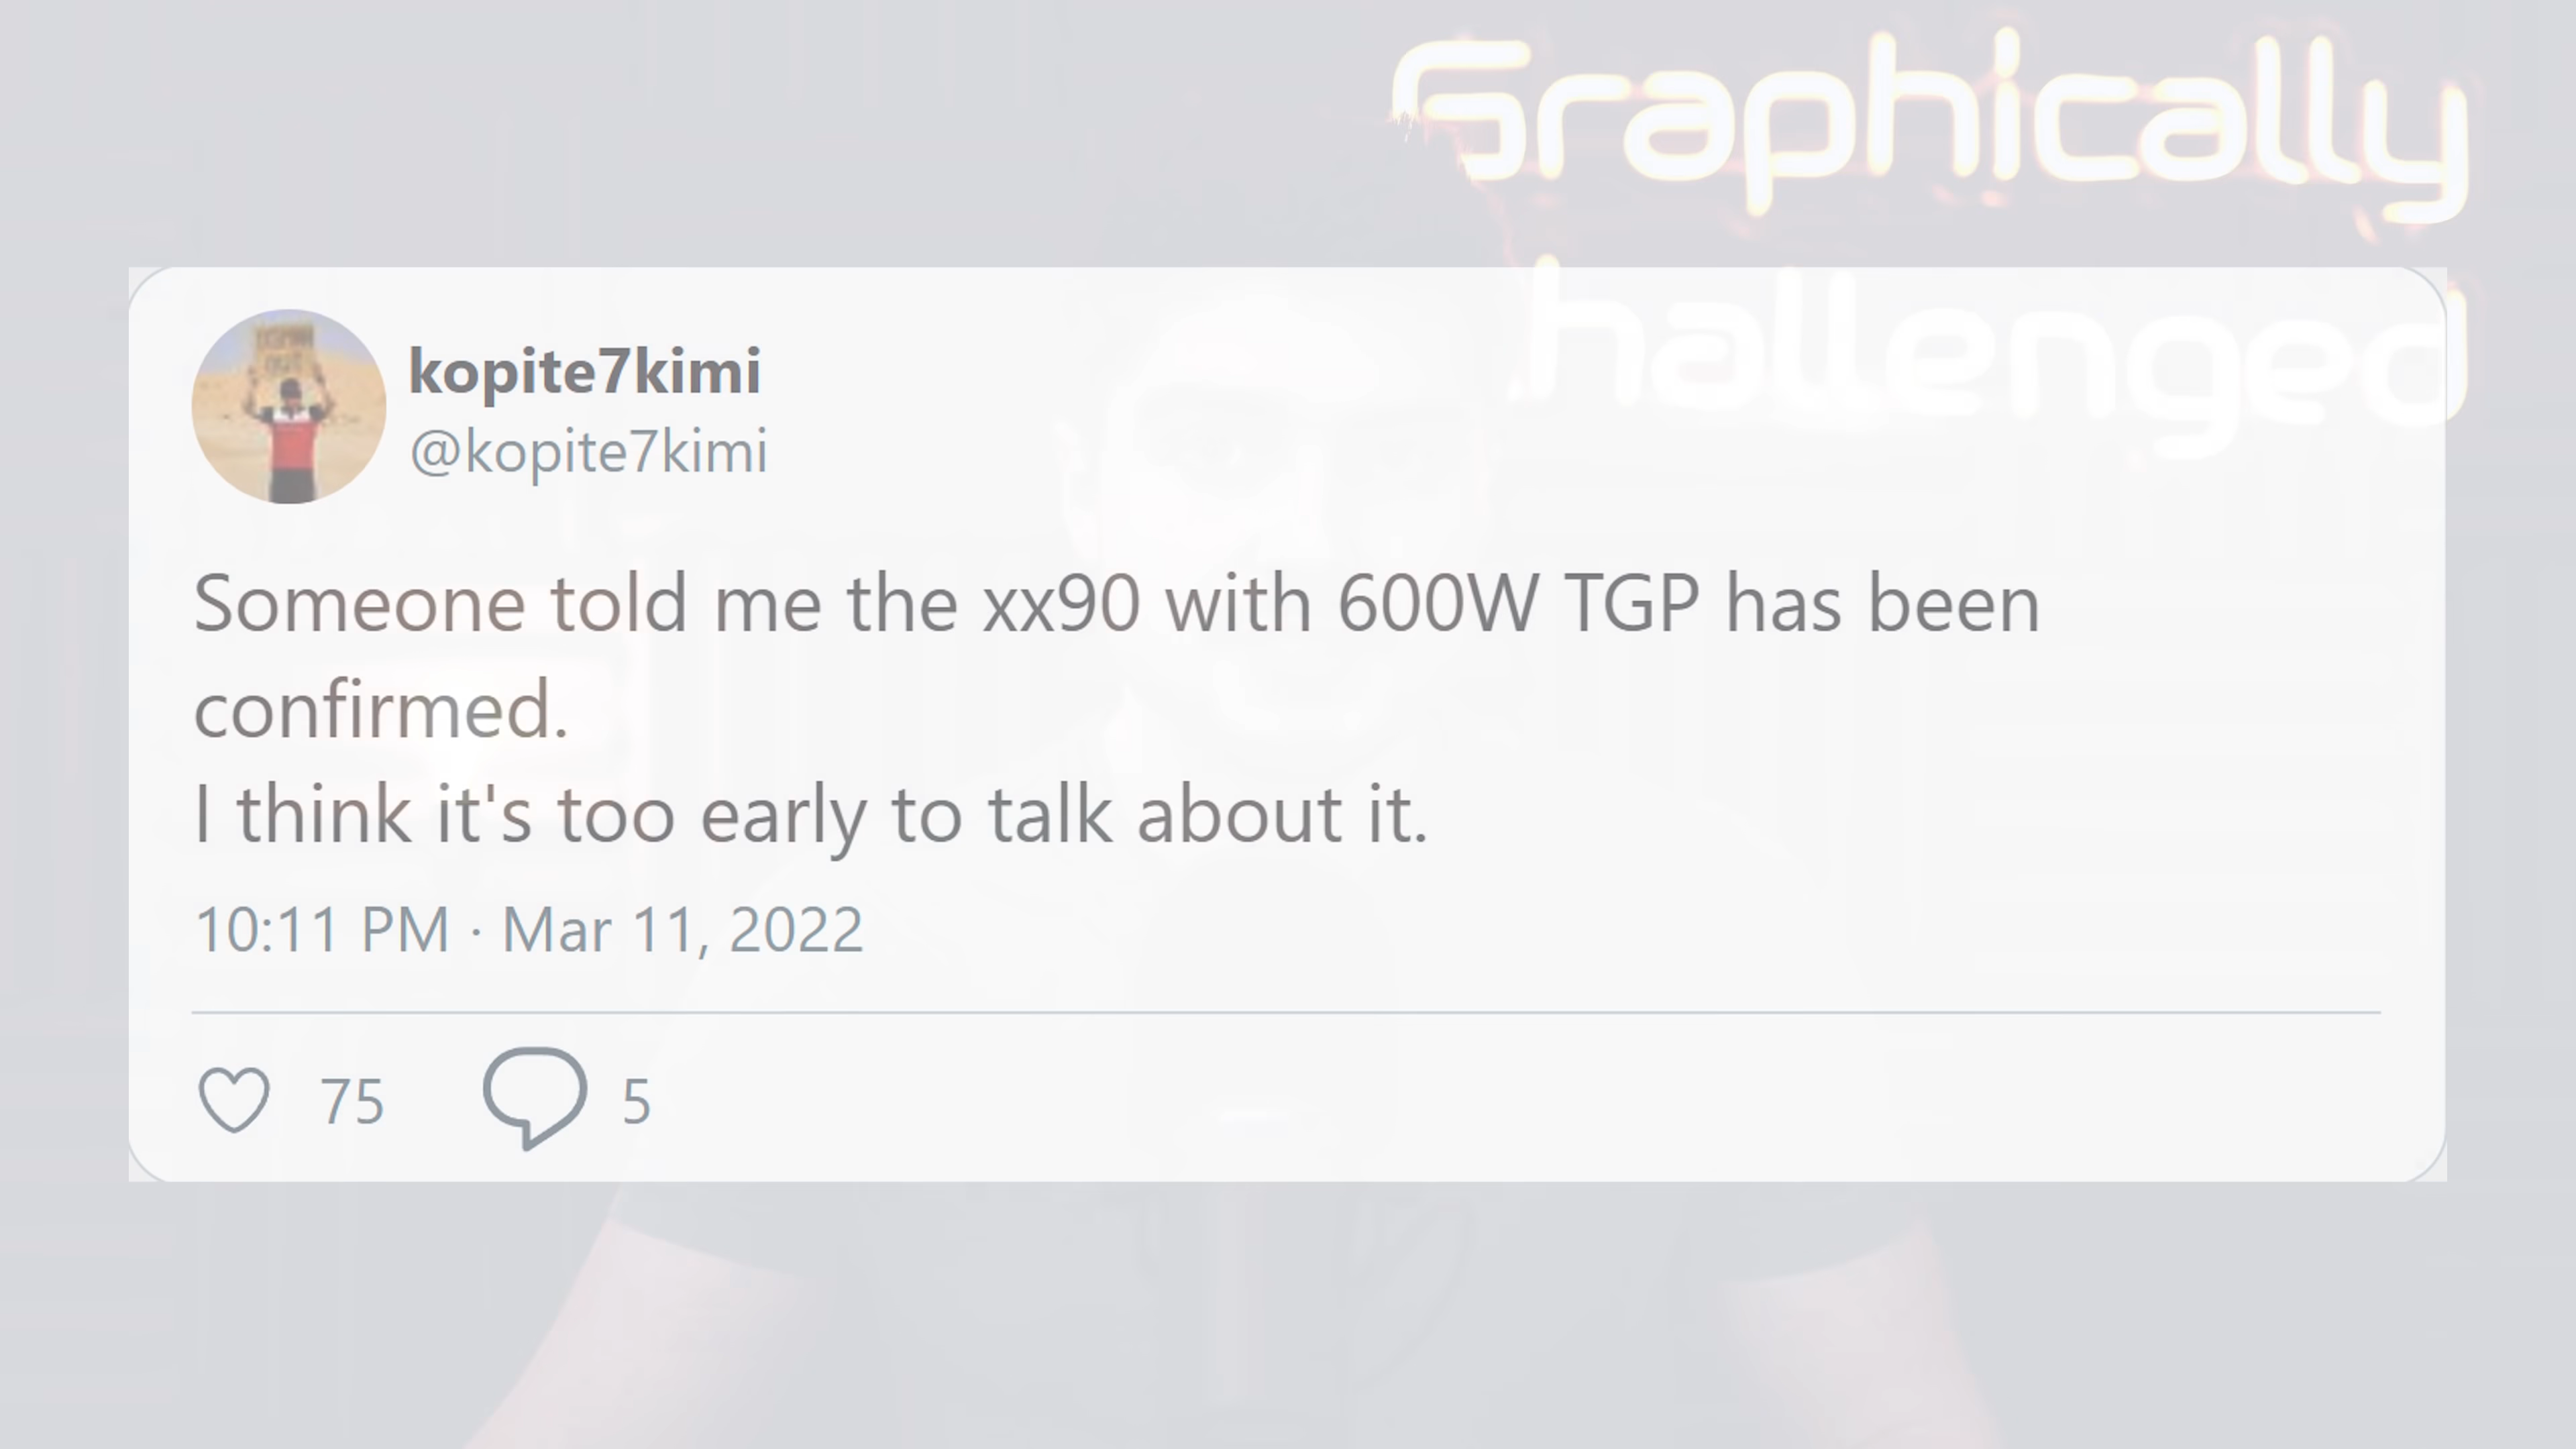 Graphically
hallenged
kopite7kimi
@kopite7kimi
Someone told me the xx90 with 600W TGP has been
confirmed.
I think it's too early to talk about it.
10:11 PM · Mar 11, 2022
75 5